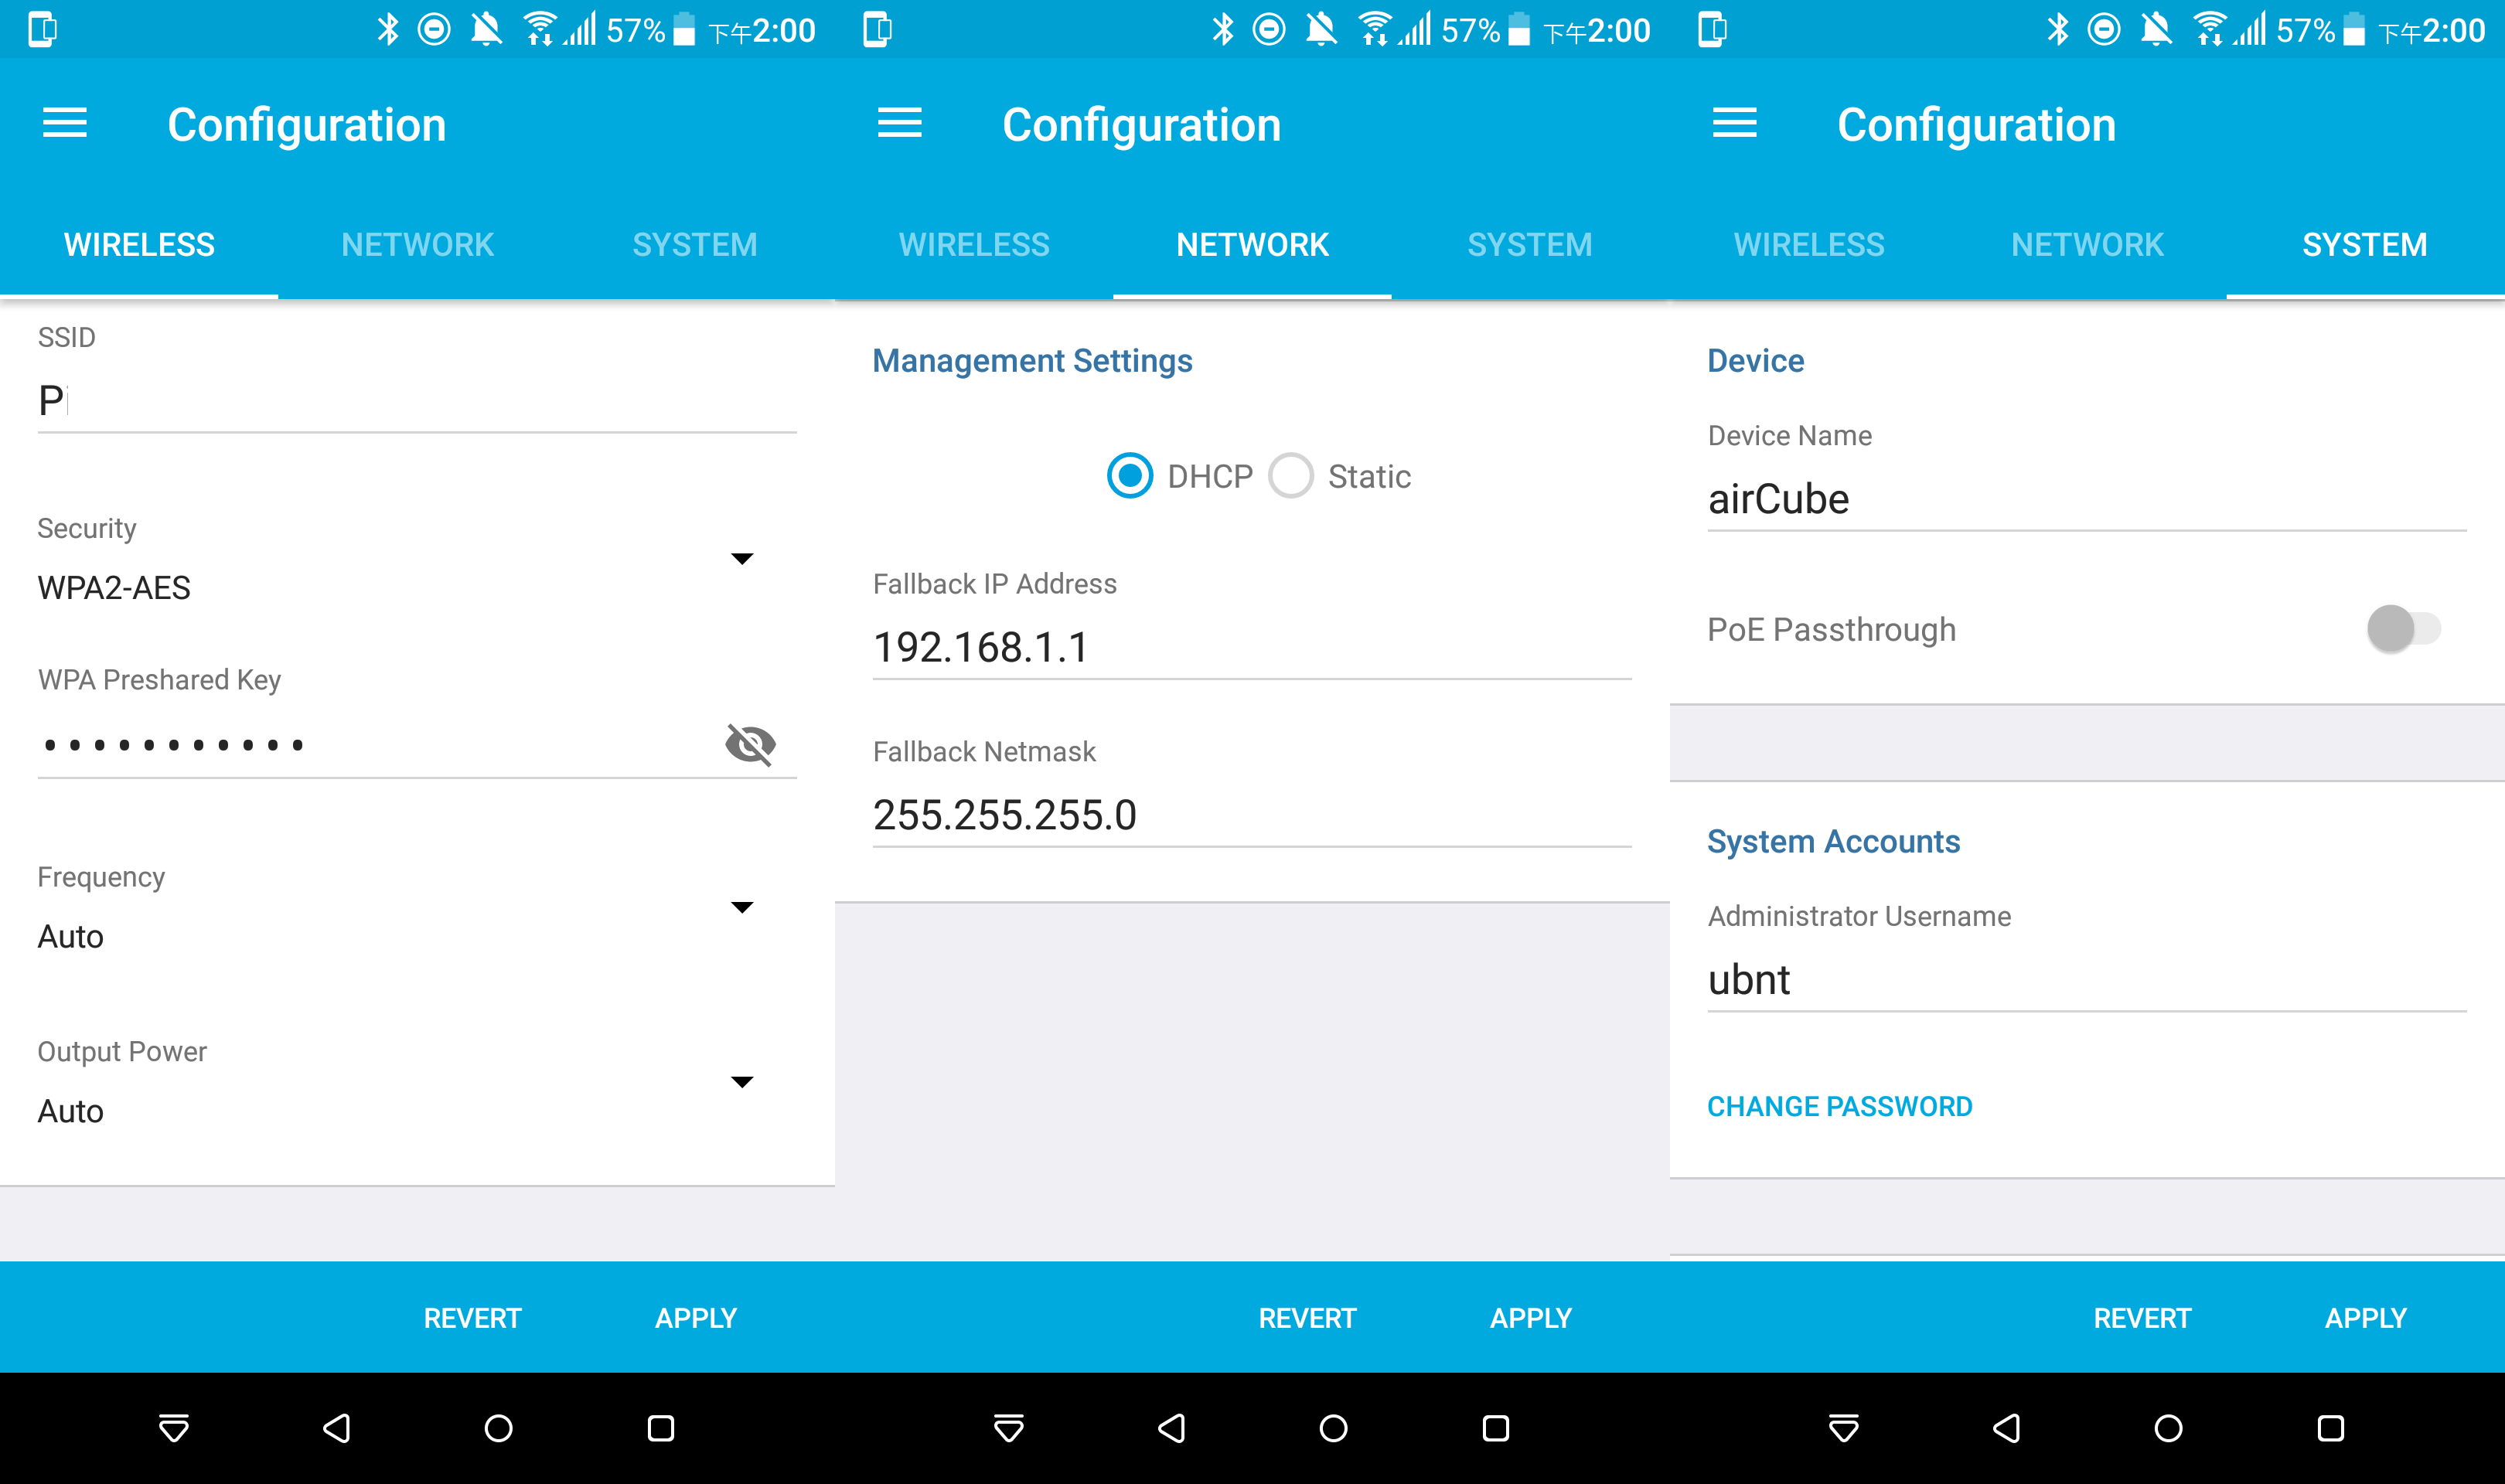 57% 下午2:00
Configuration
WIRELESS NETWORK SYSTEM
SSID
P
Security
WPA2-AES
WPA Preshared Key
•••••••••••
Frequency
Auto
Output Power
Auto
REVERT APPLY
57% 下午2:00
Configuration
WIRELESS NETWORK SYSTEM
Management Settings
DHCP Static
Fallback IP Address
192.168.1.1
Fallback Netmask
255.255.255.0
REVERT APPLY
57% 下午2:00
Configuration
WIRELESS NETWORK SYSTEM
Device
Device Name
airCube
PoE Passthrough
System Accounts
Administrator Username
ubnt
CHANGE PASSWORD
REVERT APPLY